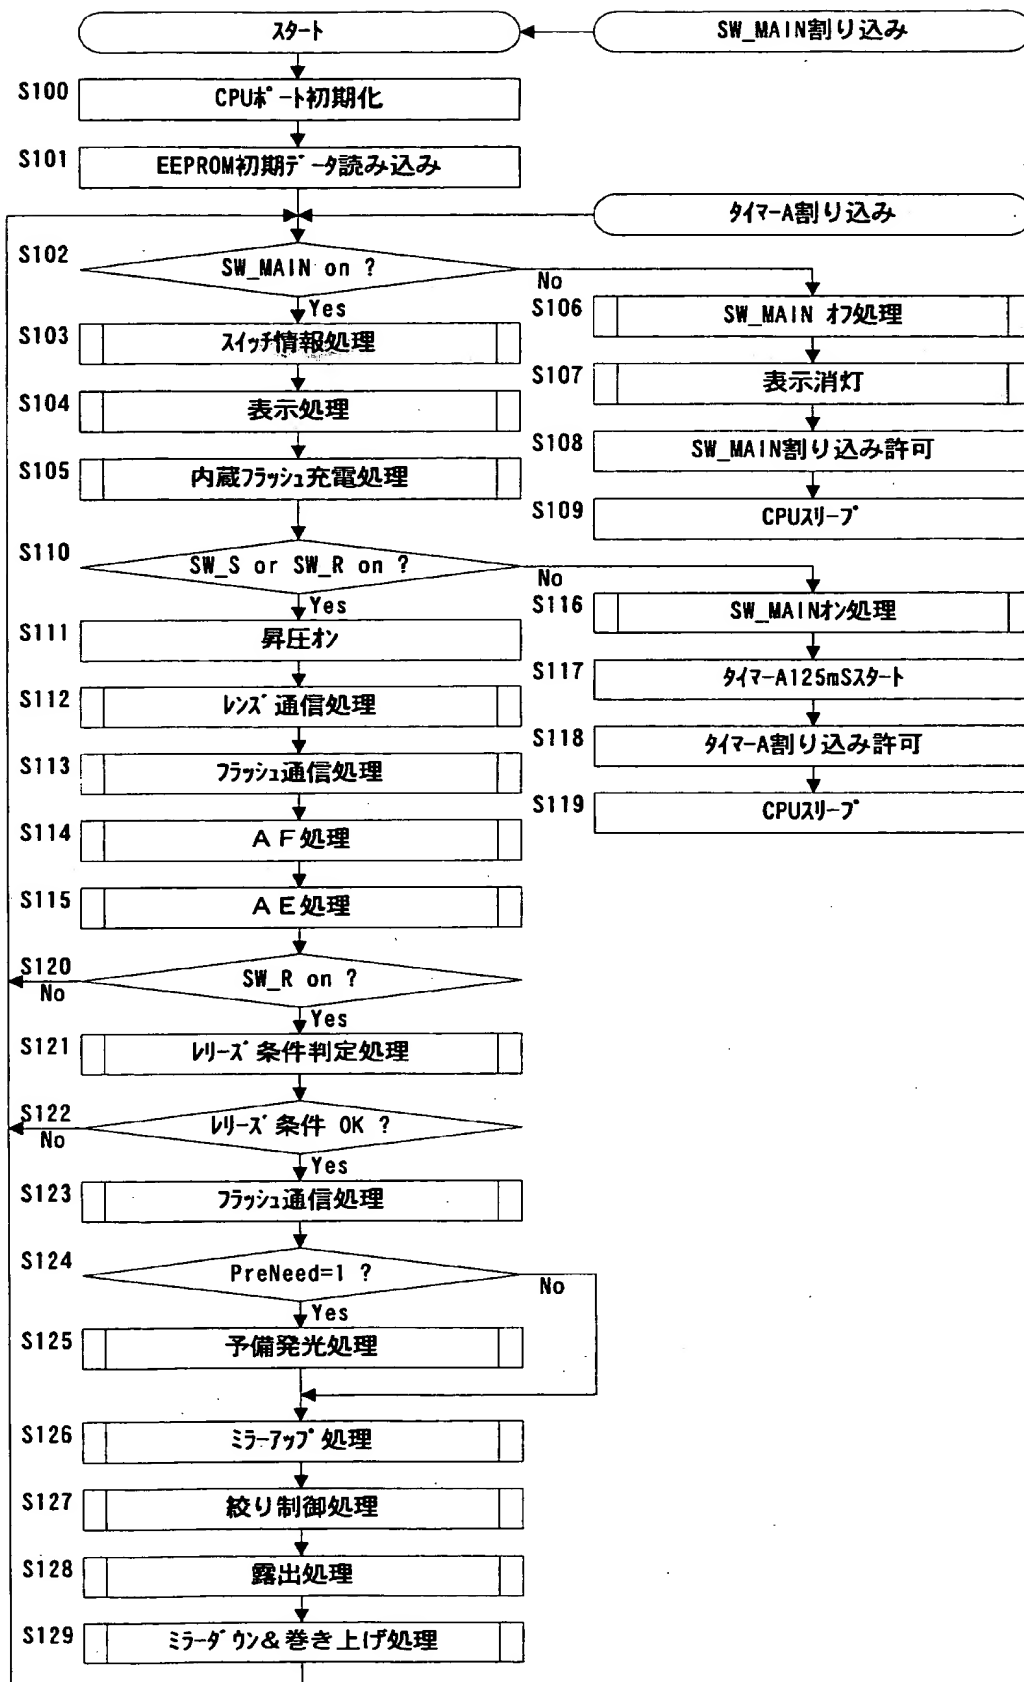 スタート
SW_MAIN割り込み
S100
CPUポート初期化
S101
EEPROM初期データ読み込み
タイマーA割り込み
S102
SW_MAIN on ?
No
Yes
S103
スイッチ情報処理
S106
SW_MAIN オフ処理
S104
表示処理
S107
表示消灯
S105
内蔵フラッシュ充電処理
S108
SW_MAIN割り込み許可
S109
CPUスリープ
S110
SW_S or SW_R on ?
No
Yes
S111
昇圧オン
S116
SW_MAINオン処理
S112
レンズ通信処理
S117
タイマーA125mSスタート
S113
フラッシュ通信処理
S118
タイマーA割り込み許可
S114
AF処理
S119
CPUスリープ
S115
AE処理
S120
SW_R on ?
No
Yes
S121
レリーズ条件判定処理
S122
レリーズ条件 OK ?
No
Yes
S123
フラッシュ通信処理
S124
PreNeed=1 ?
No
Yes
S125
予備発光処理
S126
ミラーアップ処理
S127
絞り制御処理
S128
露出処理
S129
ミラーダウン&巻き上げ処理